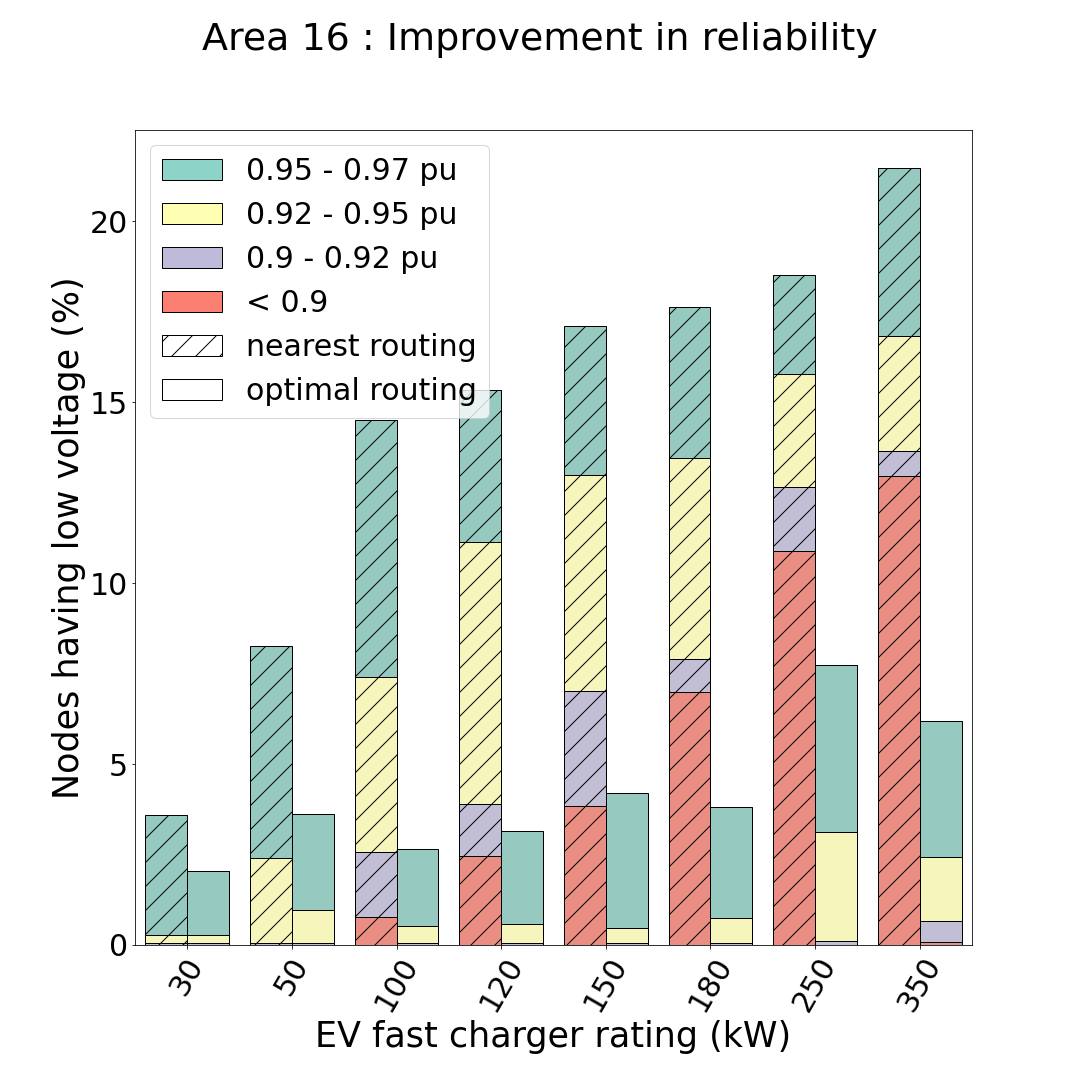 Area 16 : Improvement in reliability
0.95 - 0.97 pu
0.92 - 0.95 pu
0.9 - 0.92 pu
< 0.9
nearest routing
optimal routing
Nodes having low voltage (%)
20
15
10
5
0
30
50
100
120
150
180
250
350
EV fast charger rating (kW)